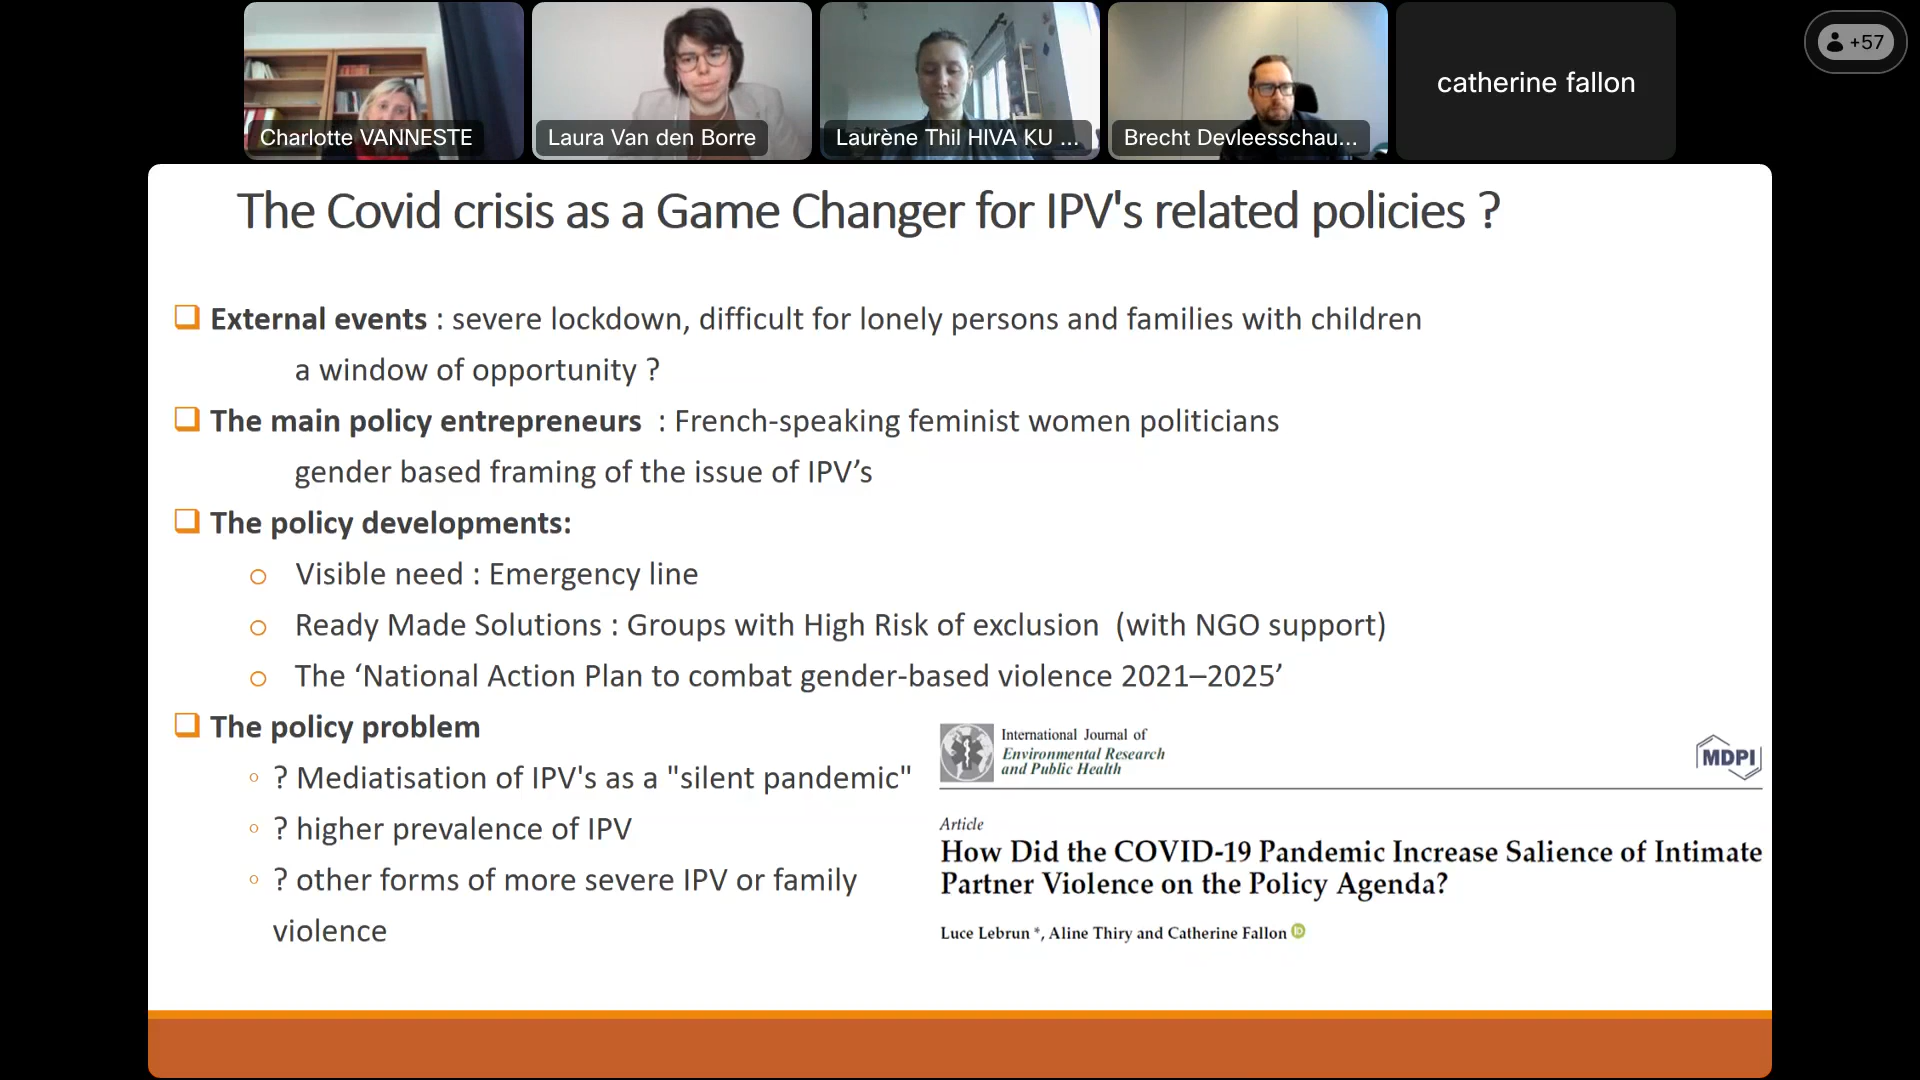 Charlotte VANNESTE
Laura Van den Borre
Laurène Thil HIVA KU ...
Brecht Devleesschau...
catherine fallon
+57
The Covid crisis as a Game Changer for IPV's related policies ?
External events : severe lockdown, difficult for lonely persons and families with children
a window of opportunity ?
The main policy entrepreneurs : French-speaking feminist women politicians
gender based framing of the issue of IPV’s
The policy developments:
Visible need : Emergency line
Ready Made Solutions : Groups with High Risk of exclusion (with NGO support)
The ‘National Action Plan to combat gender-based violence 2021–2025’
The policy problem
? Mediatisation of IPV's as a "silent pandemic"
? higher prevalence of IPV
? other forms of more severe IPV or family
violence
International Journal of
Environmental Research
and Public Health
MDPI
Article
How Did the COVID-19 Pandemic Increase Salience of Intimate
Partner Violence on the Policy Agenda?
Luce Lebrun *, Aline Thiry and Catherine Fallon iD